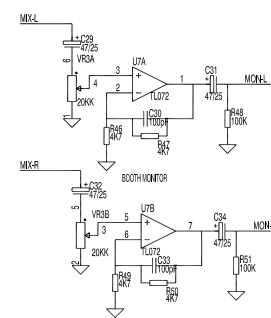 MIX-L
C29
47/25
6
VR3A
4
20KK
1
3
2
U7A
1
TL072
C30
100pF
R46
4K7
R47
4K7
C31
47/25
MON-L
R48
100K
BOOTH MONITOR
MIX-R
C32
47/25
5
VR3B
3
20KK
2
5
6
U7B
7
TL072
C33
100pF
R49
4K7
R50
4K7
C34
47/25
MON-
R51
100K